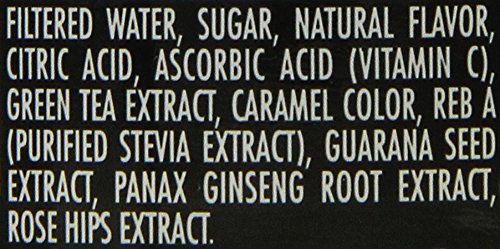 FILTERED WATER, SUGAR, NATURAL FLAVOR,
CITRIC ACID, ASCORBIC ACID (VITAMIN C),
GREEN TEA EXTRACT, CARAMEL COLOR, REB A
(PURIFIED STEVIA EXTRACT), GUARANA SEED
EXTRACT, PANAX GINSENG ROOT EXTRACT,
ROSE HIPS EXTRACT.